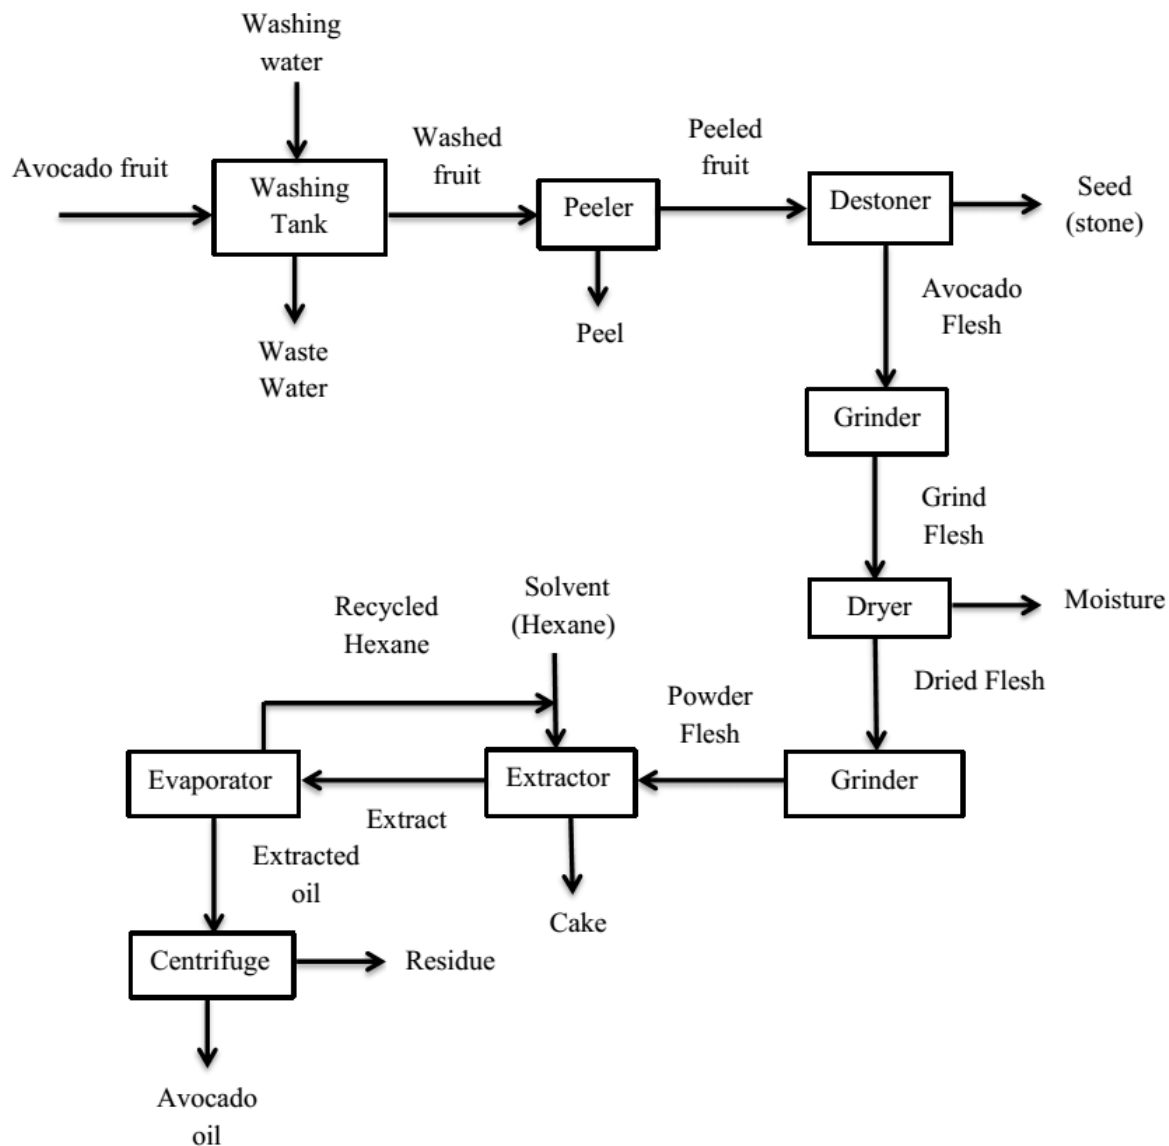 Washing
water
Avocado fruit
Washing
Tank
Washed
fruit
Peeler
Peeled
fruit
Destoner
Seed
(stone)
Waste
Water
Peel
Avocado
Flesh
Grinder
Grind
Flesh
Dryer
Moisture
Dried Flesh
Grinder
Powder
Flesh
Solvent
(Hexane)
Recycled
Hexane
Extractor
Extract
Evaporator
Cake
Extracted
oil
Centrifuge
Residue
Avocado
oil